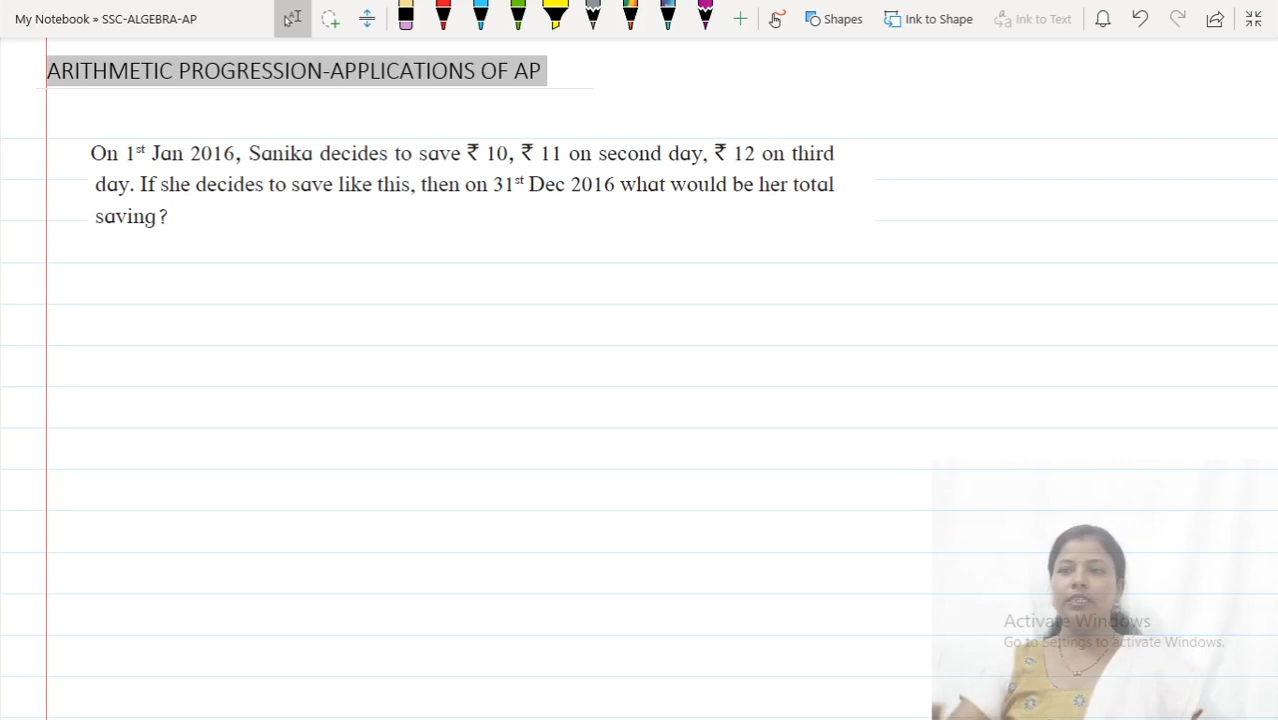 My Notebook » SSC-ALGEBRA-AP
Shapes
Ink to Shape
Ink to Text
ARITHMETIC PROGRESSION-APPLICATIONS OF AP
On 1st Jan 2016, Sanika decides to save ₹ 10, ₹ 11 on second day, ₹ 12 on third
day. If she decides to save like this, then on 31st Dec 2016 what would be her total
saving?
Activate Windows
Go to Settings to activate Windows.